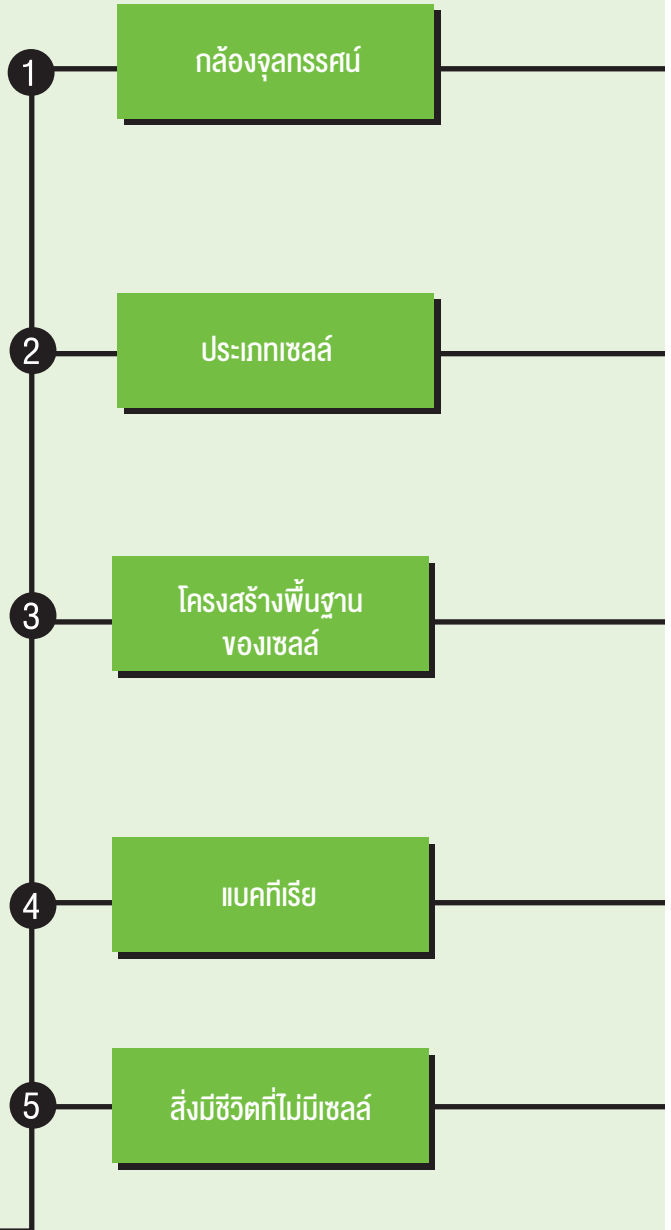 1
กล้องจุลทรรศน์
2
ประเภทเซลล์
3
โครงสร้างพื้นฐาน
ของเซลล์
4
แบคทีเรีย
5
สิ่งมีชีวิตที่ไม่มีเซลล์